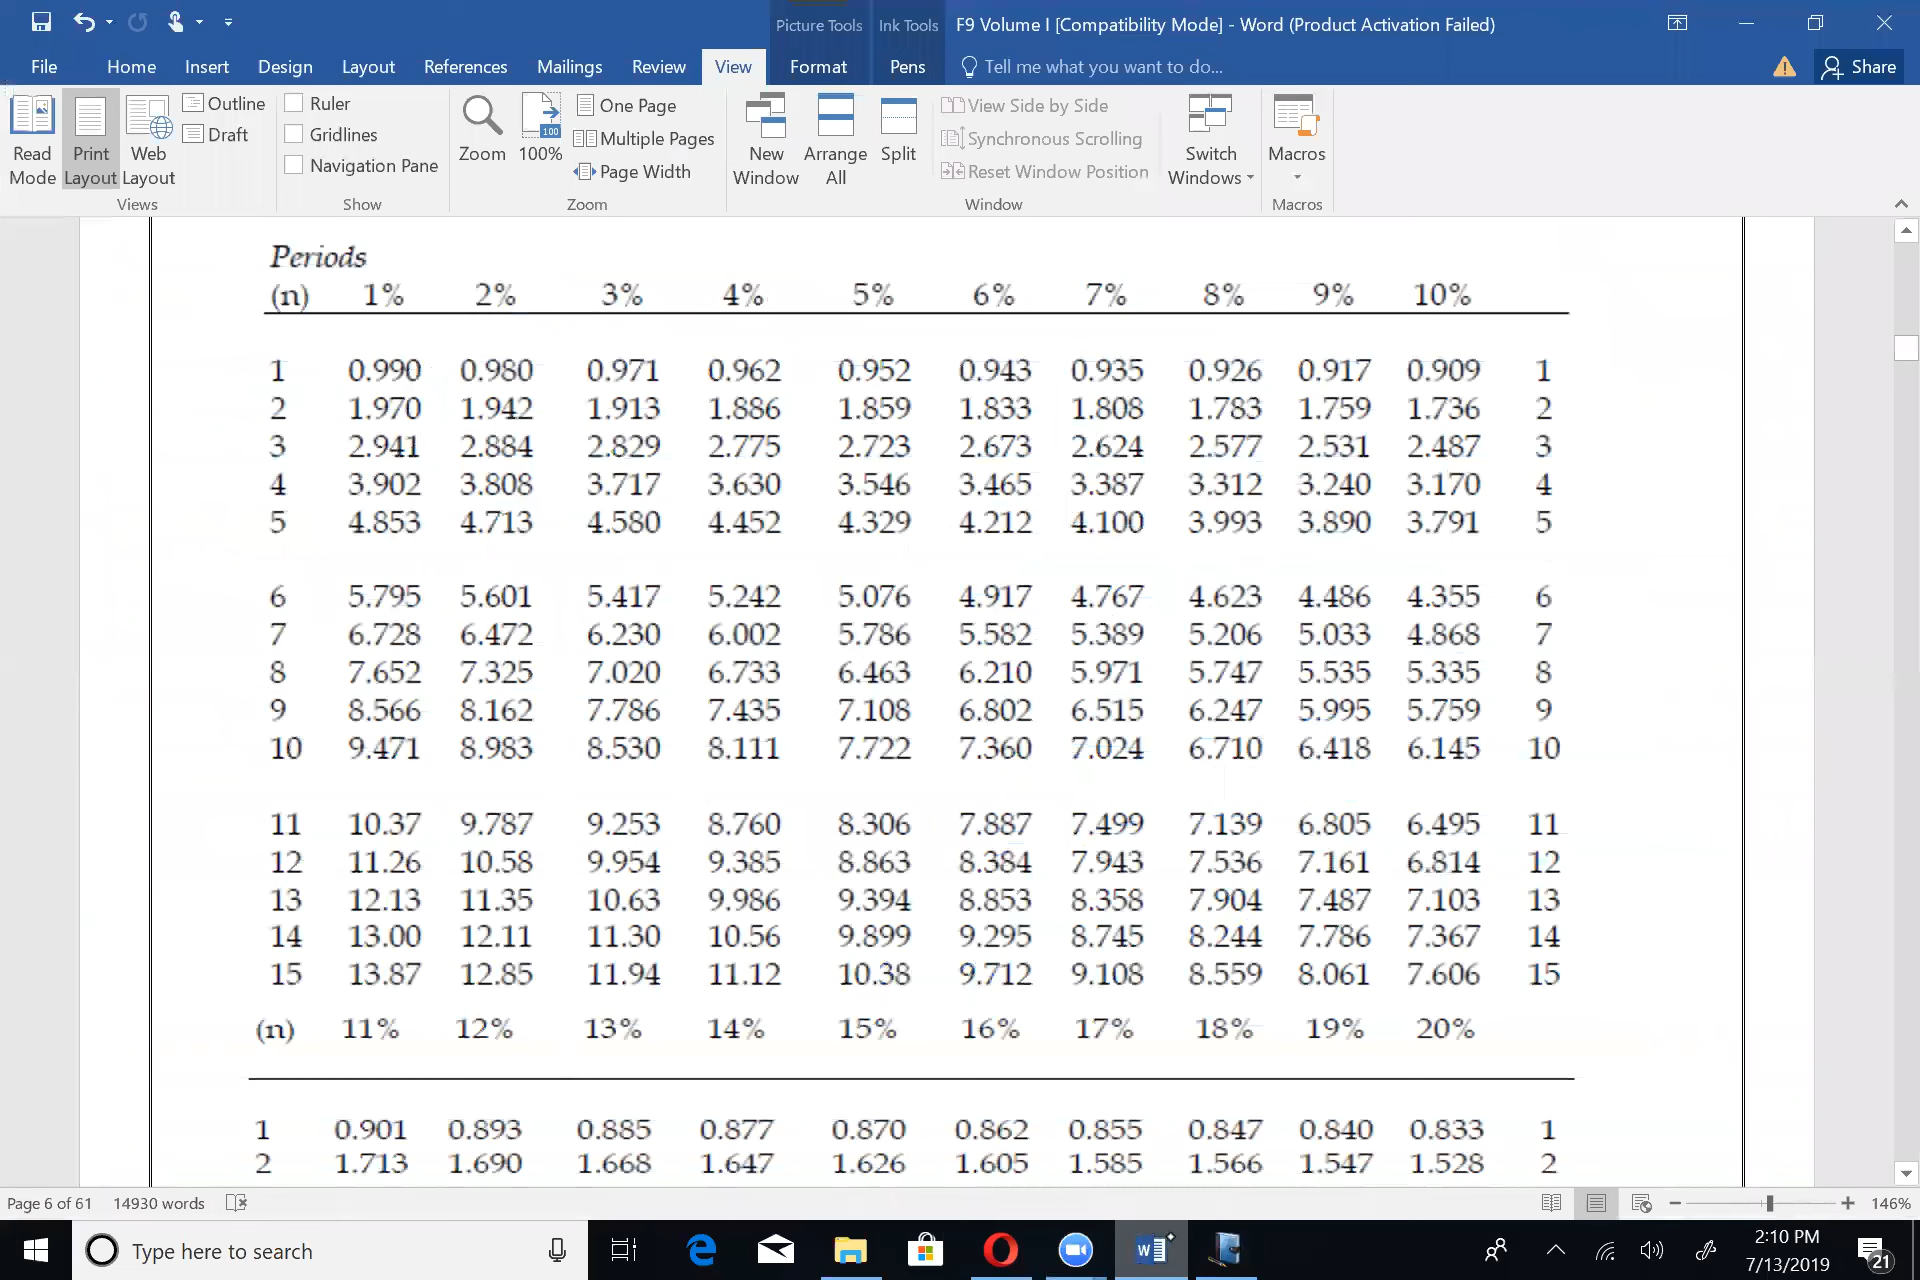 Picture Tools Ink Tools F9 Volume I [Compatibility Mode] - Word (Product Activation Failed)
File Home Insert Design Layout References Mailings Review View Format Pens Tell me what you want to do... Share
Read Mode
Print Layout
Web Layout
Outline
Draft
Views
Ruler
Gridlines
Navigation Pane
Show
Zoom
100
100%
One Page
Multiple Pages
Page Width
Zoom
New Window
Arrange All
Split
View Side by Side
Synchronous Scrolling
Reset Window Position
Window
Switch Windows
Macros
Macros
Periods
(n) 1% 2% 3% 4% 5% 6% 7% 8% 9% 10%
1 0.990 0.980 0.971 0.962 0.952 0.943 0.935 0.926 0.917 0.909 1
2 1.970 1.942 1.913 1.886 1.859 1.833 1.808 1.783 1.759 1.736 2
3 2.941 2.884 2.829 2.775 2.723 2.673 2.624 2.577 2.531 2.487 3
4 3.902 3.808 3.717 3.630 3.546 3.465 3.387 3.312 3.240 3.170 4
5 4.853 4.713 4.580 4.452 4.329 4.212 4.100 3.993 3.890 3.791 5
6 5.795 5.601 5.417 5.242 5.076 4.917 4.767 4.623 4.486 4.355 6
7 6.728 6.472 6.230 6.002 5.786 5.582 5.389 5.206 5.033 4.868 7
8 7.652 7.325 7.020 6.733 6.463 6.210 5.971 5.747 5.535 5.335 8
9 8.566 8.162 7.786 7.435 7.108 6.802 6.515 6.247 5.995 5.759 9
10 9.471 8.983 8.530 8.111 7.722 7.360 7.024 6.710 6.418 6.145 10
11 10.37 9.787 9.253 8.760 8.306 7.887 7.499 7.139 6.805 6.495 11
12 11.26 10.58 9.954 9.385 8.863 8.384 7.943 7.536 7.161 6.814 12
13 12.13 11.35 10.63 9.986 9.394 8.853 8.358 7.904 7.487 7.103 13
14 13.00 12.11 11.30 10.56 9.899 9.295 8.745 8.244 7.786 7.367 14
15 13.87 12.85 11.94 11.12 10.38 9.712 9.108 8.559 8.061 7.606 15
(n) 11% 12% 13% 14% 15% 16% 17% 18% 19% 20%
1 0.901 0.893 0.885 0.877 0.870 0.862 0.855 0.847 0.840 0.833 1
2 1.713 1.690 1.668 1.647 1.626 1.605 1.585 1.566 1.547 1.528 2
Page 6 of 61 14930 words 146%
Type here to search
2:10 PM
7/13/2019
21